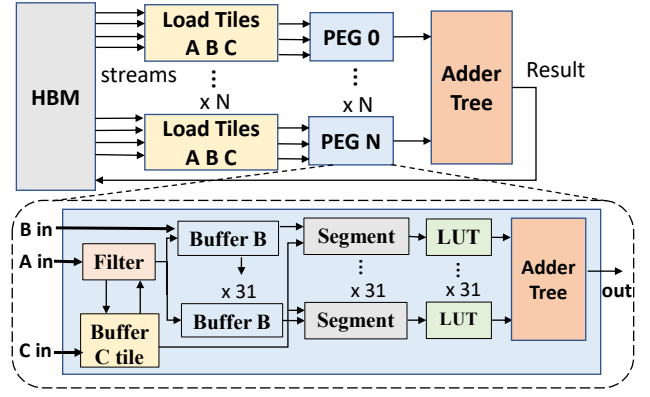 HBM
streams
Load Tiles
A B C
PEG 0
⋮
x N
⋮
x N
Load Tiles
A B C
PEG N
Adder
Tree
Result
B in
A in
C in
Filter
Buffer
C tile
Buffer B
x 31
Buffer B
Segment
⋮
x 31
Segment
LUT
⋮
x 31
LUT
Adder
Tree
out